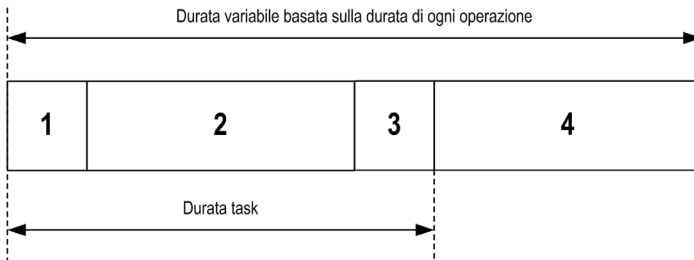 Durata variabile basata sulla durata di ogni operazione
1 2 3 4
Durata task